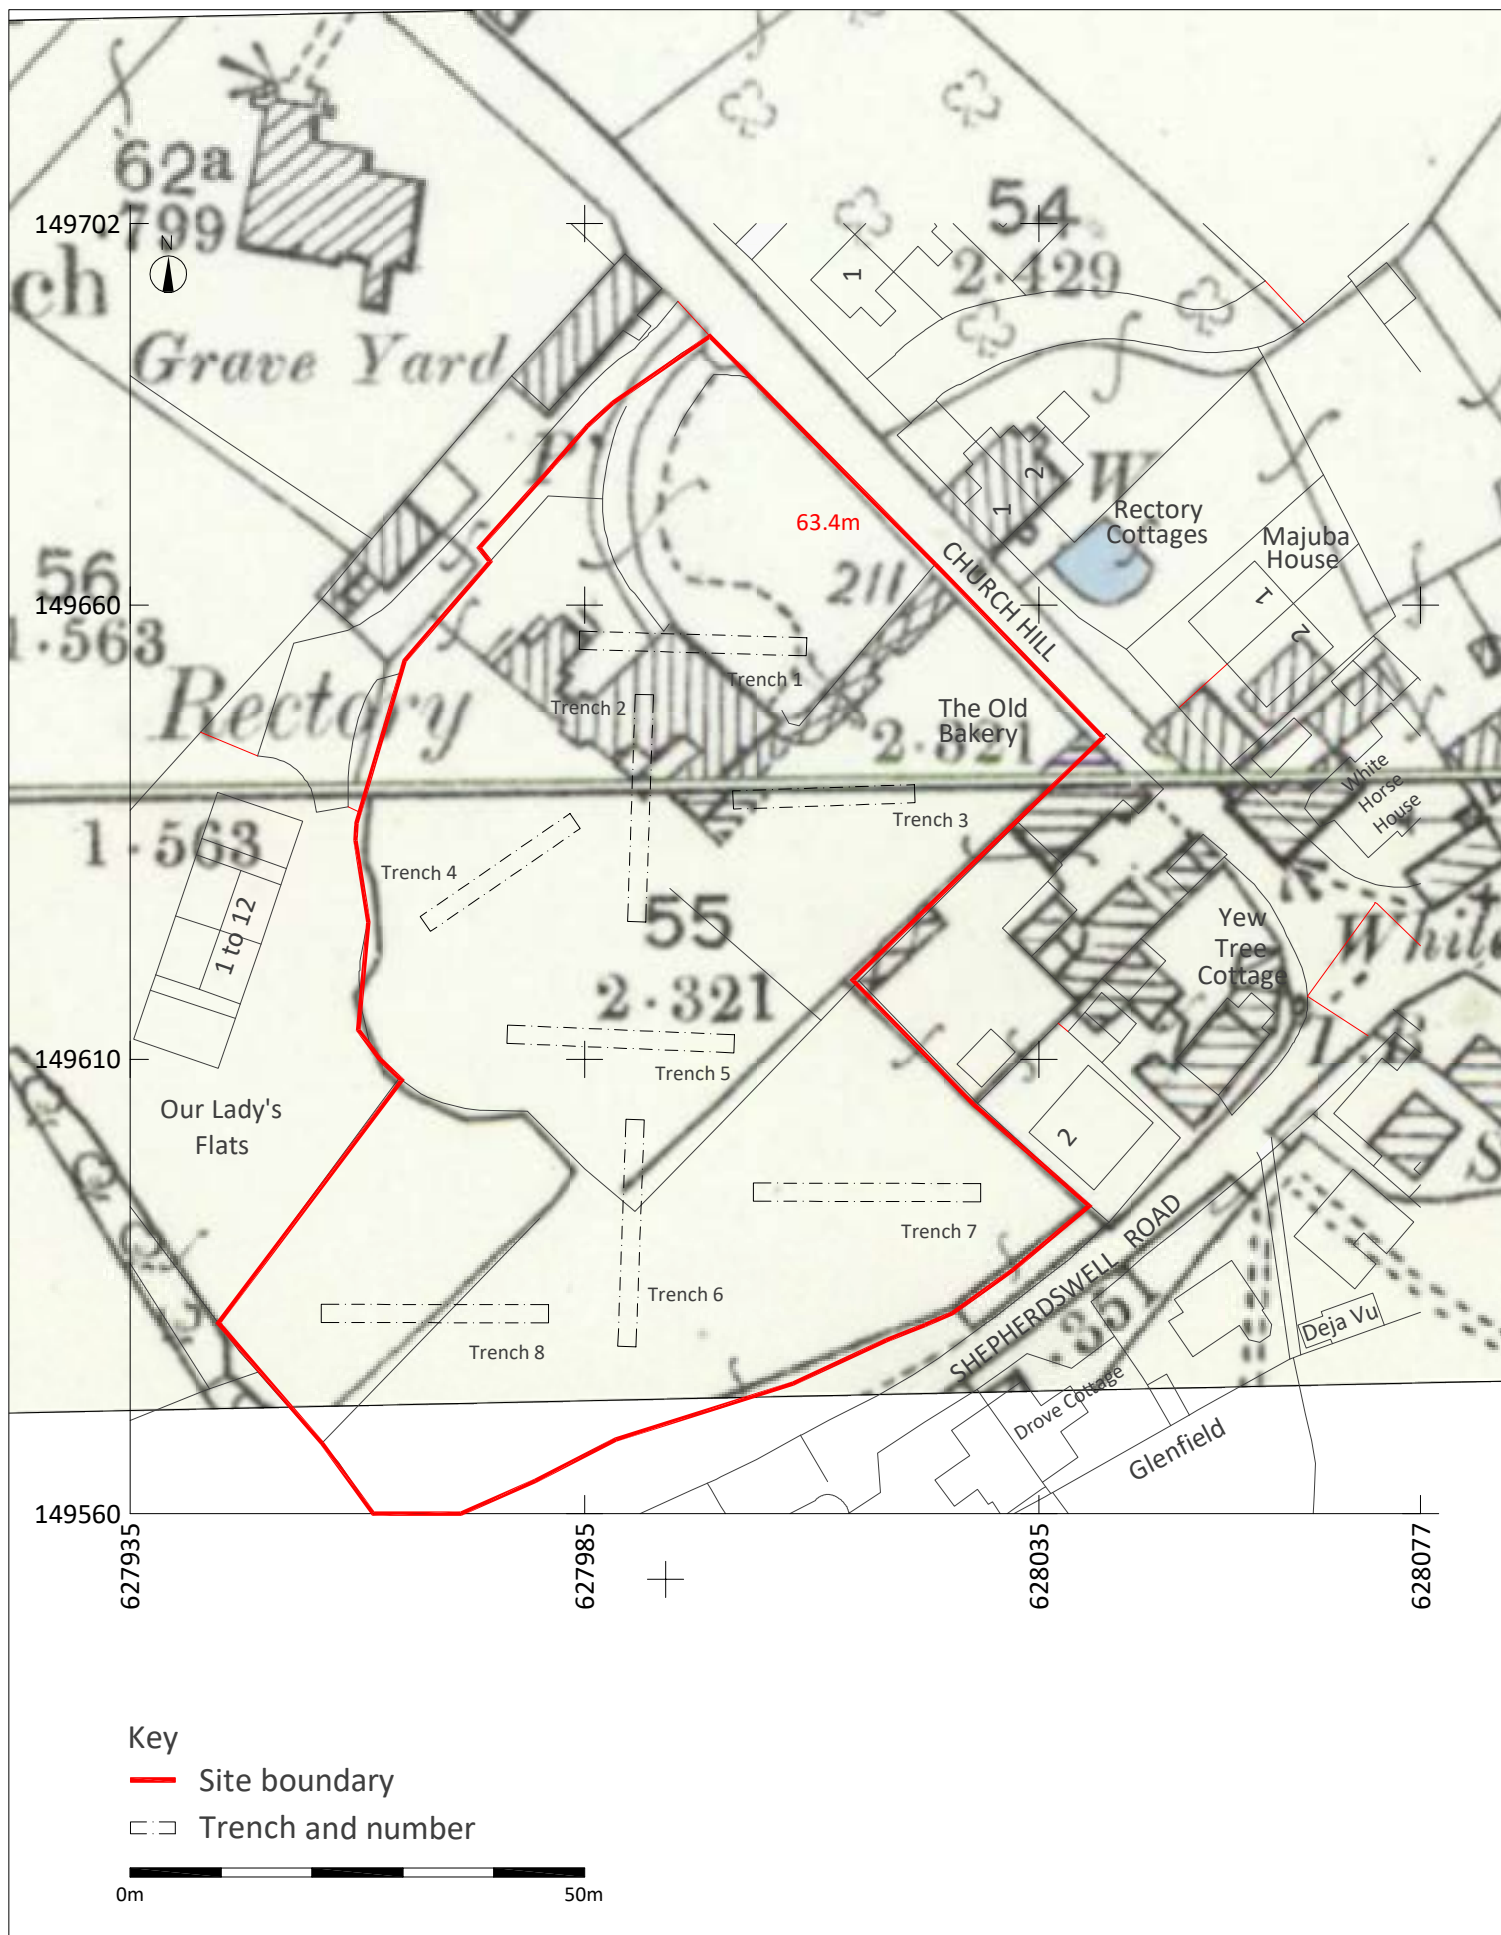 62a
·799
54
2·429
149702
N
ch
Grave Yard
1
P
63.4m
2
1
W
Rectory
Cottages
Majuba
House
CHURCH HILL
56
149660
1·563
1
2
211
Rectory
Trench 1
Trench 2
The Old
Bakery
2·321
White
Horse
House
1·563
Trench 3
Trench 4
55
2·321
1 to 12
Yew
Tree
Cottage
White
149610
Trench 5
Our Lady's
Flats
2
L.B
S
Trench 7
SHEPHERDSWELL ROAD
Trench 6
·351
Deja Vu
Trench 8
Drove Cottage
Glenfield
149560
627935
627985
628035
628077
Key
Site boundary
Trench and number
0m
50m